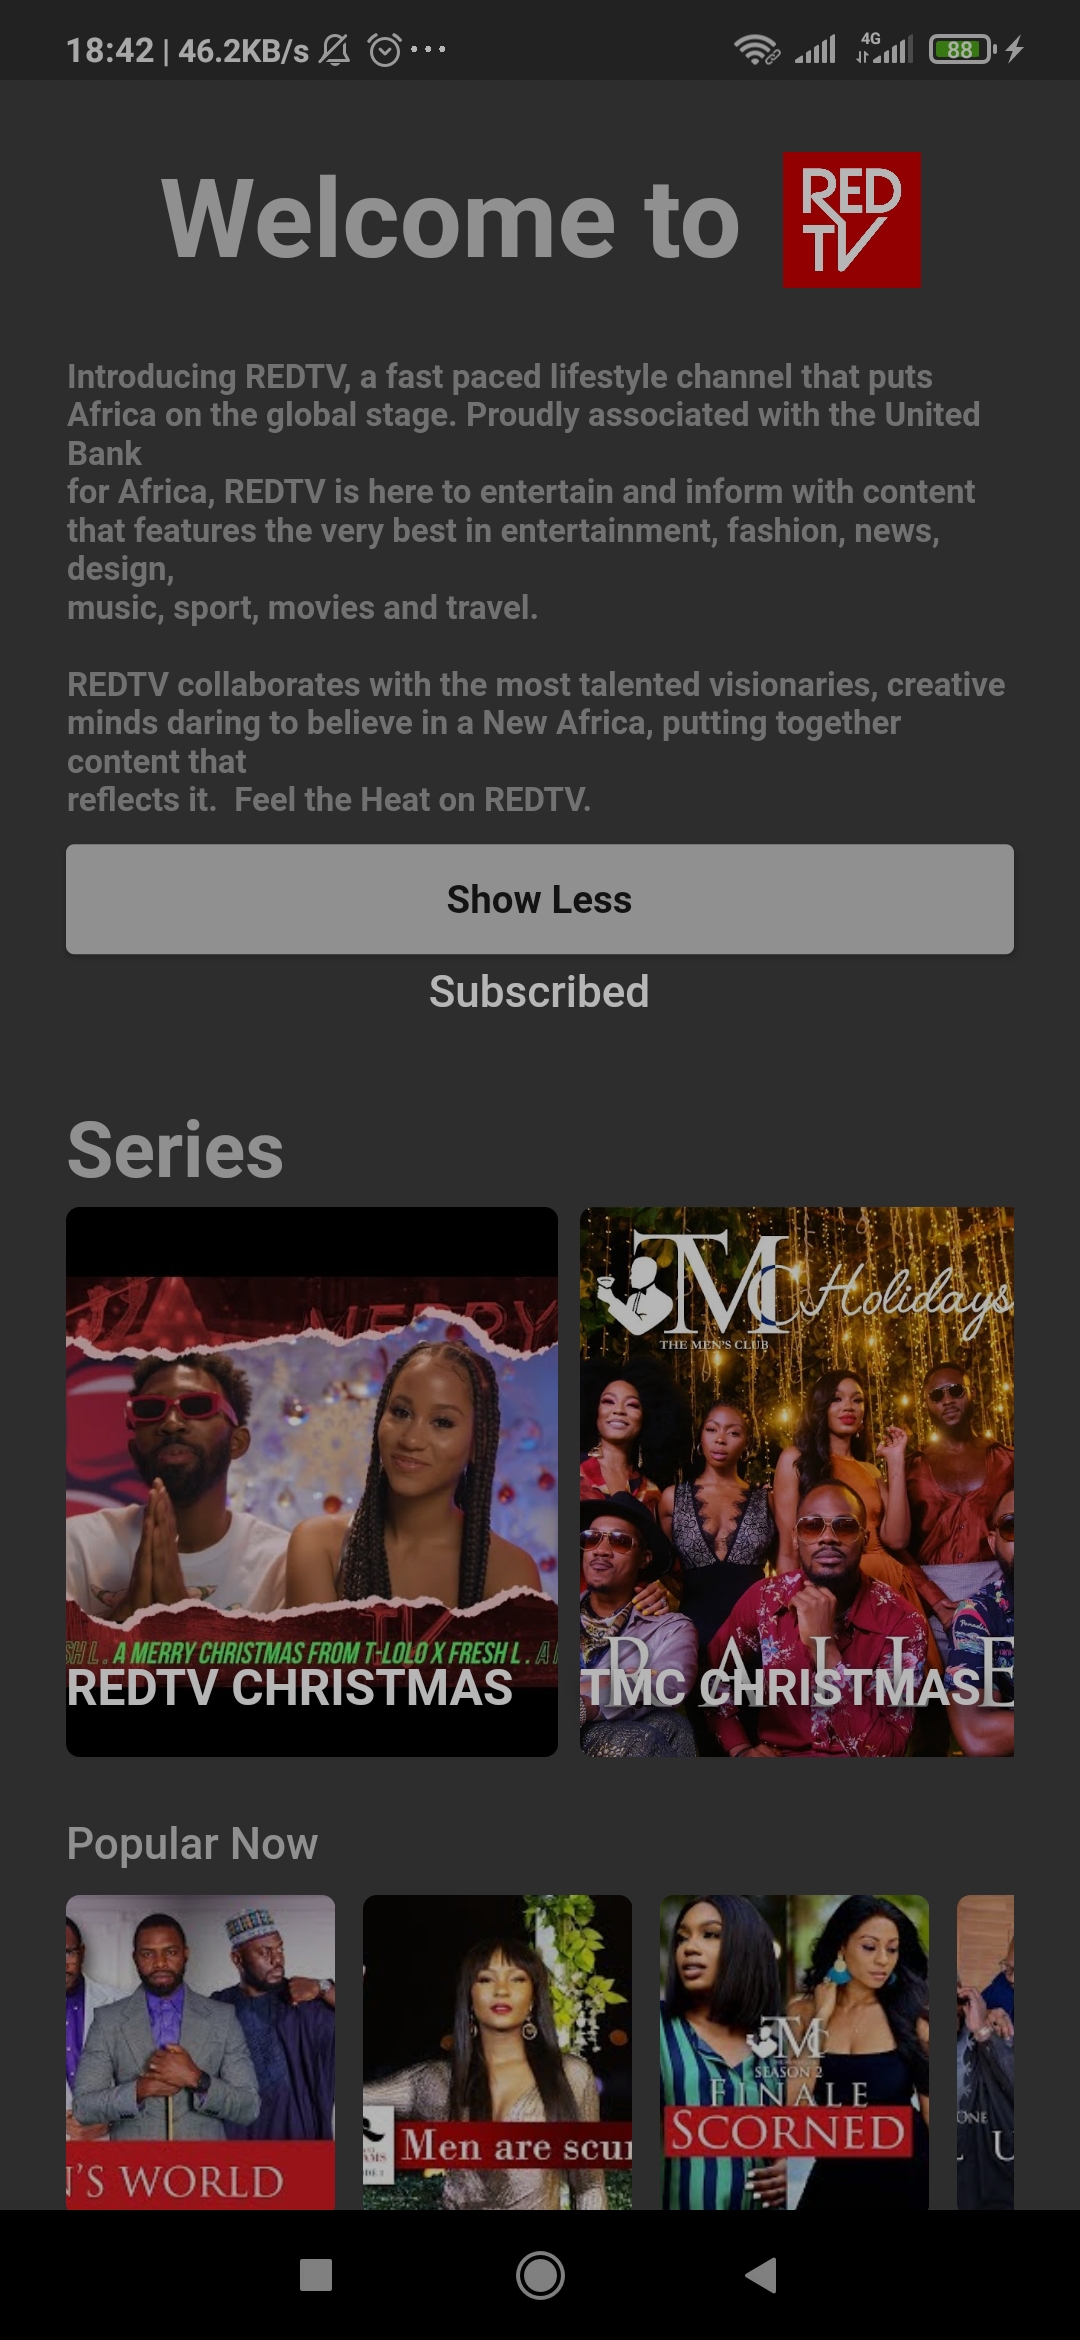 18:42 | 46.2KB/s
4G
88
Welcome to
RED
TV
Introducing REDTV, a fast paced lifestyle channel that puts
Africa on the global stage. Proudly associated with the United
Bank
for Africa, REDTV is here to entertain and inform with content
that features the very best in entertainment, fashion, news,
design,
music, sport, movies and travel.
REDTV collaborates with the most talented visionaries, creative
minds daring to believe in a New Africa, putting together
content that
reflects it.  Feel the Heat on REDTV.
Show Less
Subscribed
Series
MERRY
SH L . A MERRY CHRISTMAS FROM T-LOLO X FRESH L . A
REDTV CHRISTMAS
TMC Holidays
THE MEN'S CLUB
TMC CHRISTMAS
Popular Now
N'S WORLD
Men are scu
TMC
SEASON 2
FINALE
SCORNED
ONE